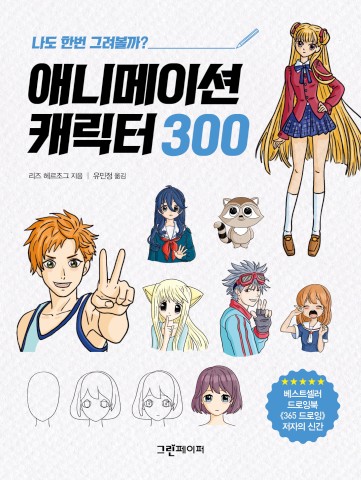 나도 한번 그려볼까?
애니메이션
캐릭터 300
리즈 헤르조그 지음 | 유민정 옮김
★★★★★
베스트셀러
드로잉북
《365 드로잉》
저자의 신간
그린페이퍼